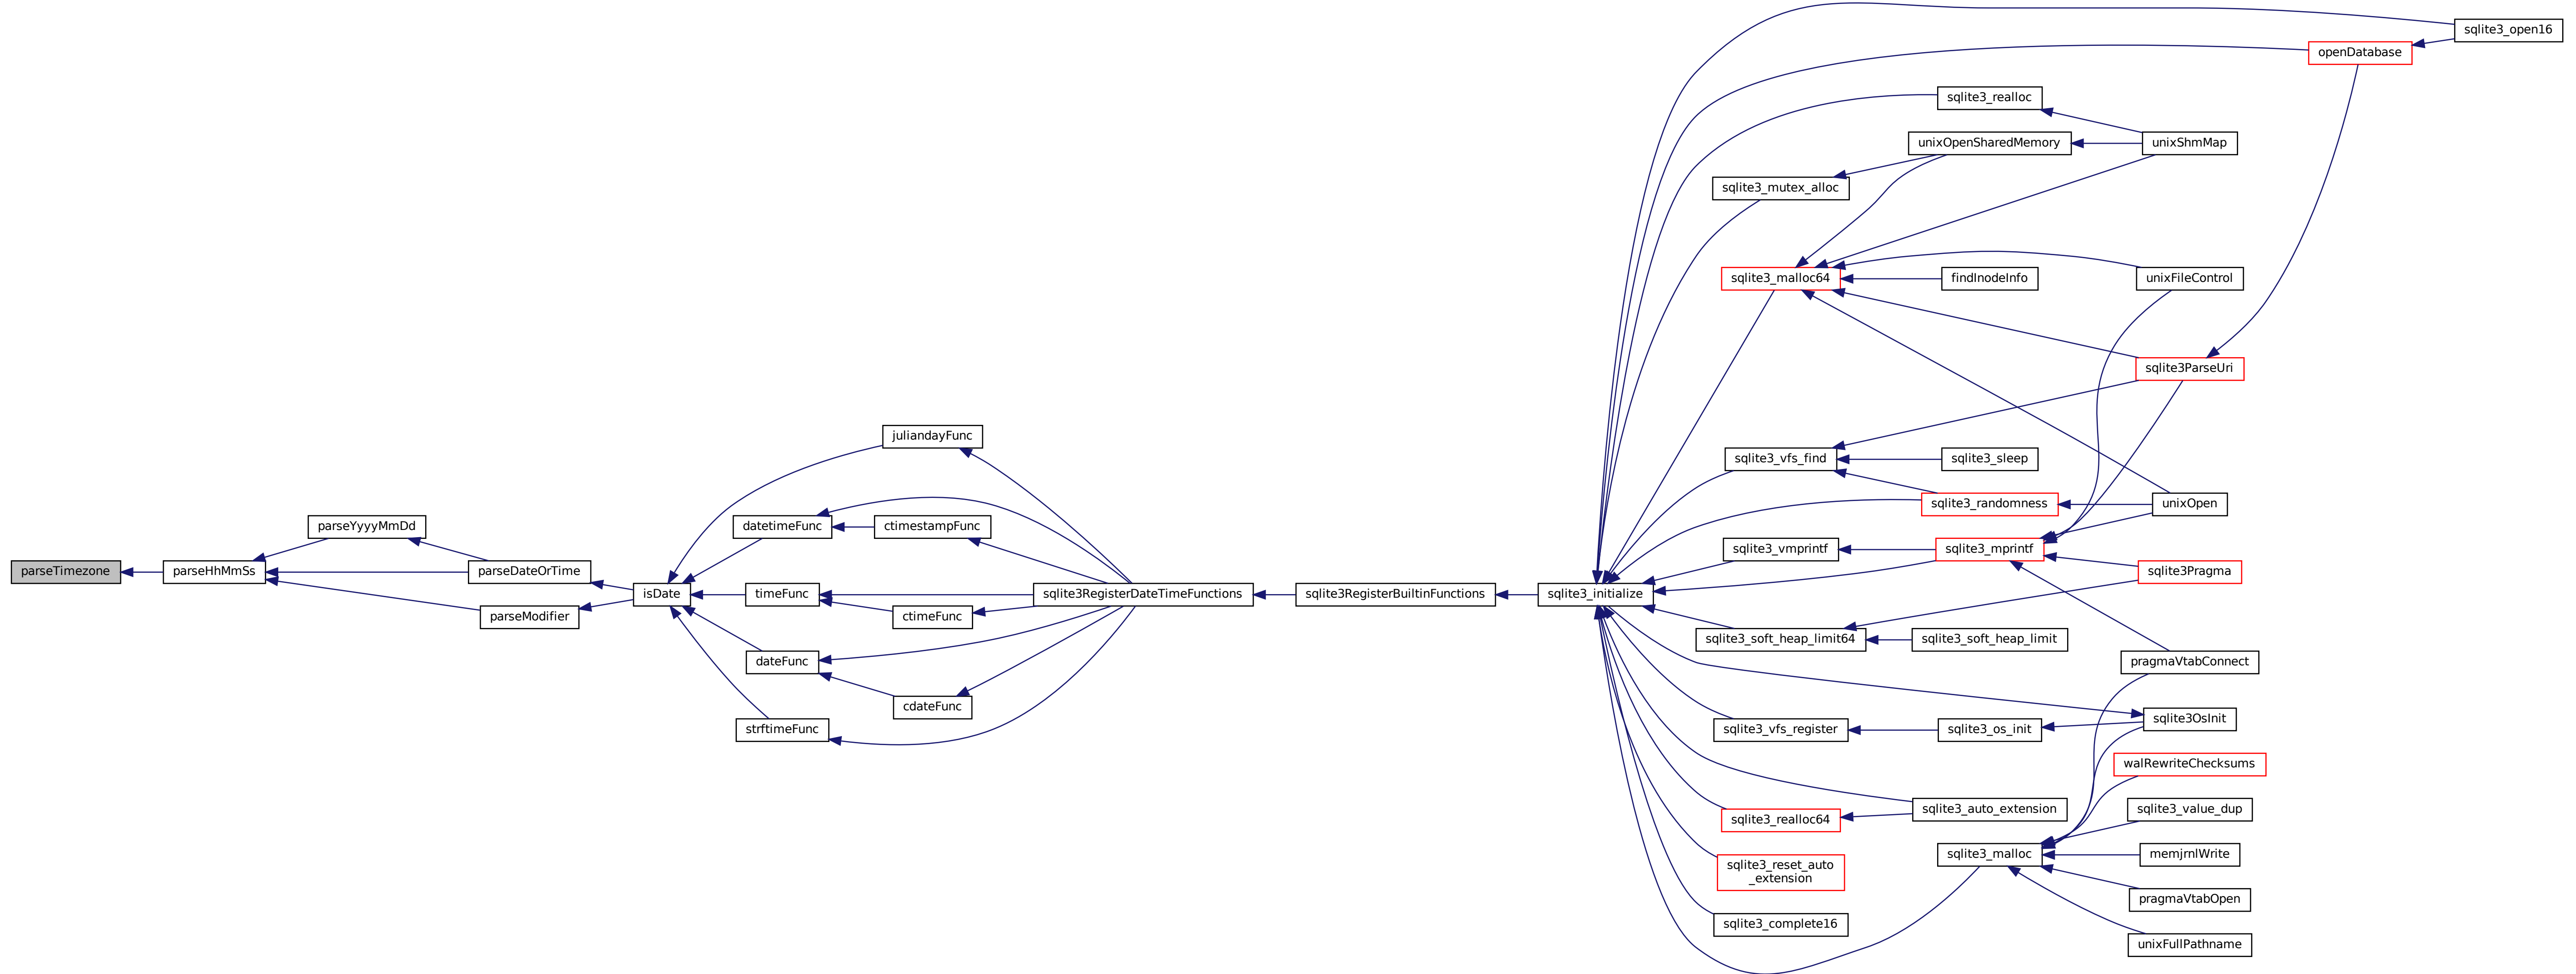 sqlite3_open16
openDatabase
sqlite3_realloc
unixOpenSharedMemory
unixShmMap
sqlite3_mutex_alloc
sqlite3_malloc64
findInodeInfo
unixFileControl
sqlite3ParseUri
juliandayFunc
sqlite3_vfs_find
sqlite3_sleep
sqlite3_randomness
unixOpen
parseYyyyMmDd
datetimeFunc
ctimestampFunc
sqlite3_vmprintf
sqlite3_mprintf
parseTimezone
parseHhMmSs
parseDateOrTime
sqlite3Pragma
isDate
timeFunc
sqlite3RegisterDateTimeFunctions
sqlite3RegisterBuiltinFunctions
sqlite3_initialize
parseModifier
ctimeFunc
sqlite3_soft_heap_limit64
sqlite3_soft_heap_limit
dateFunc
pragmaVtabConnect
cdateFunc
sqlite3OsInit
strftimeFunc
sqlite3_vfs_register
sqlite3_os_init
walRewriteChecksums
sqlite3_auto_extension
sqlite3_value_dup
sqlite3_realloc64
sqlite3_malloc
memjrnlWrite
sqlite3_reset_auto
_extension
pragmaVtabOpen
sqlite3_complete16
unixFullPathname